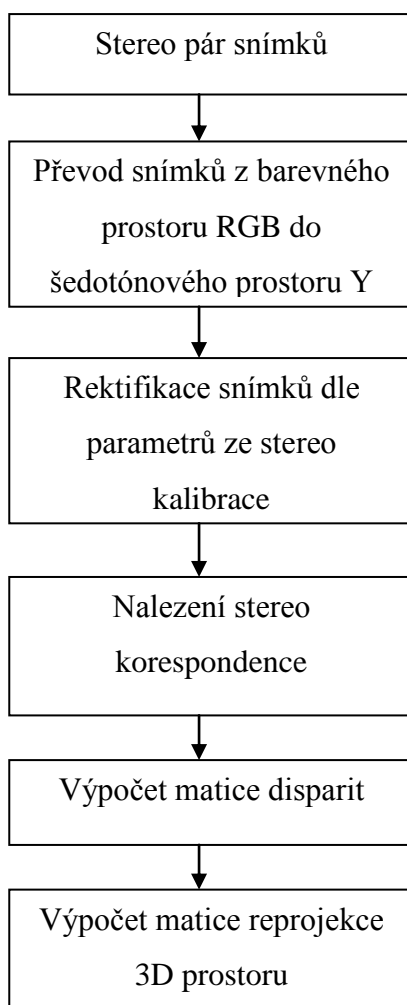 Stereo pár snímků
Převod snímků z barevného
prostoru RGB do
šedotónového prostoru Y
Rektifikace snímků dle
parametrů ze stereo
kalibrace
Nalezení stereo
korespondence
Výpočet matice disparit
Výpočet matice reprojekce
3D prostoru